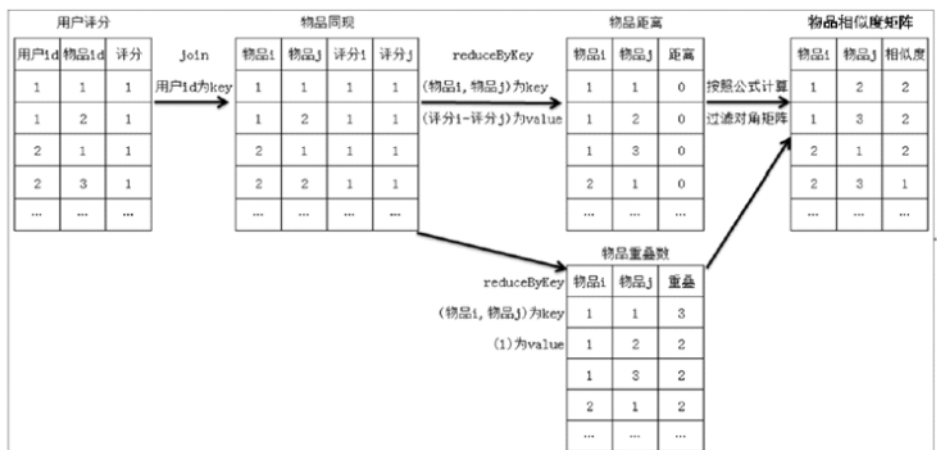 用户评分
用户id 物品id 评分
1 1 1
1 2 1
2 1 1
2 3 1
… … …
join
用户id为key
物品同现
物品i 物品j 评分i 评分j
1 1 1 1
1 2 1 1
2 1 1 1
2 2 1 1
… … … …
reduceByKey
(物品i,物品j)为key
(评分i-评分j)为value
物品距离
物品i 物品j 距离
1 1 0
1 2 0
1 3 0
2 1 0
… … …
按照公式计算
过滤对角矩阵
物品相似度矩阵
物品i 物品j 相似度
1 2 2
1 3 2
2 1 2
2 3 1
… … …
reduceByKey
(物品i,物品j)为key
(1)为value
物品重叠数
物品i 物品j 重叠
1 1 3
1 2 2
1 3 2
2 1 2
… … …